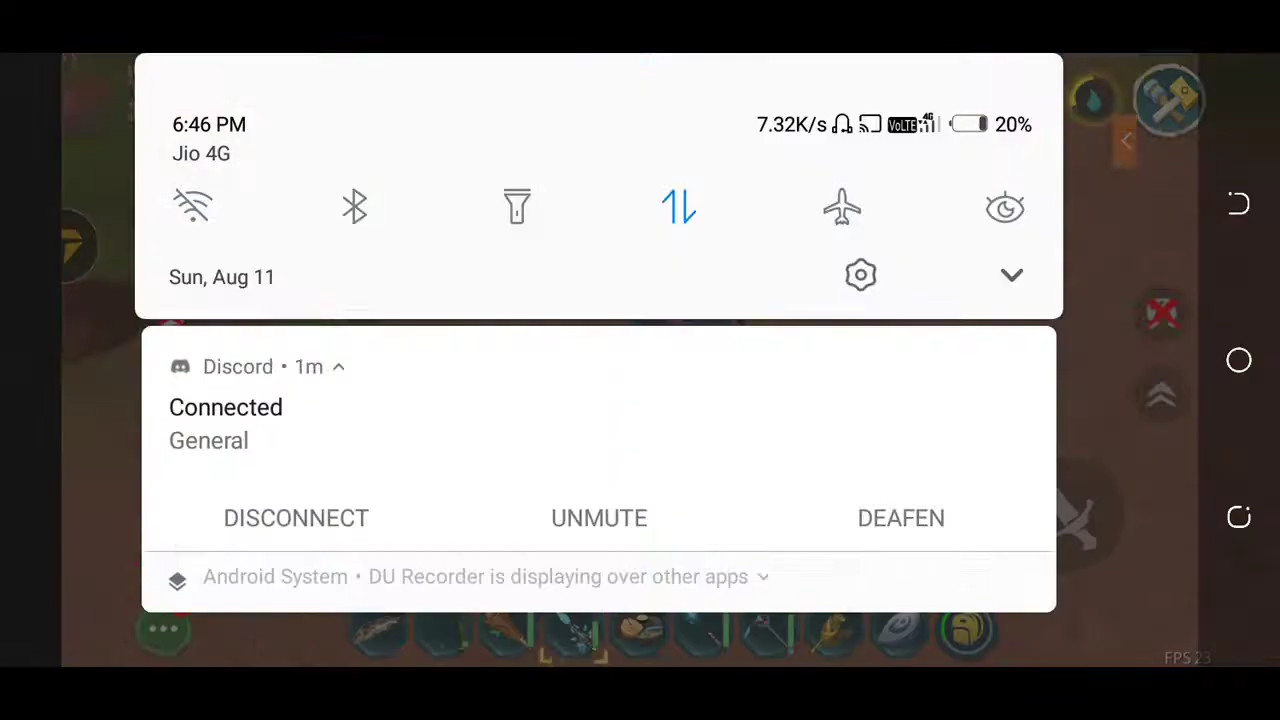 6:46 PM
7.32K/s VoLTE 4G 20%
Jio 4G
Sun, Aug 11
Discord • 1m
Connected
General
DISCONNECT UNMUTE DEAFEN
Android System • DU Recorder is displaying over other apps
FPS 23